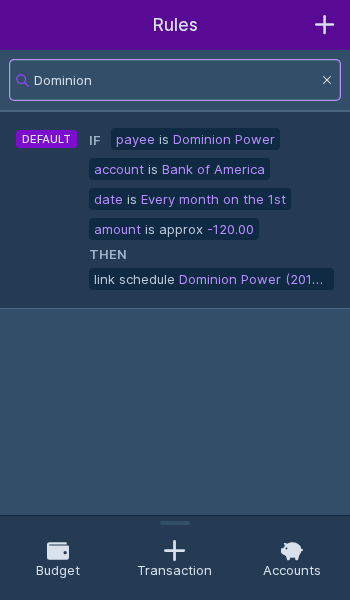 Rules
Dominion
DEFAULT IF payee is Dominion Power
account is Bank of America
date is Every month on the 1st
amount is approx -120.00
THEN
link schedule Dominion Power (201...
Budget Transaction Accounts